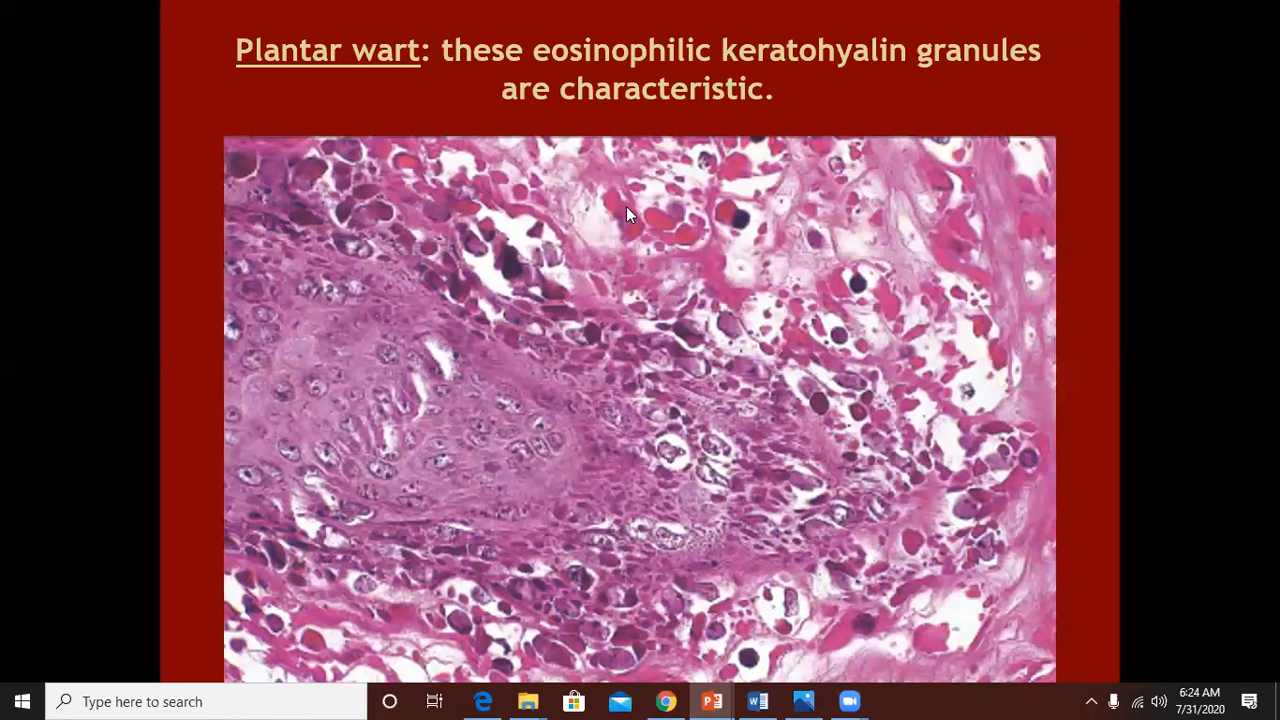 Plantar wart: these eosinophilic keratohyalin granules
are characteristic.
Type here to search
6:24 AM
7/31/2020